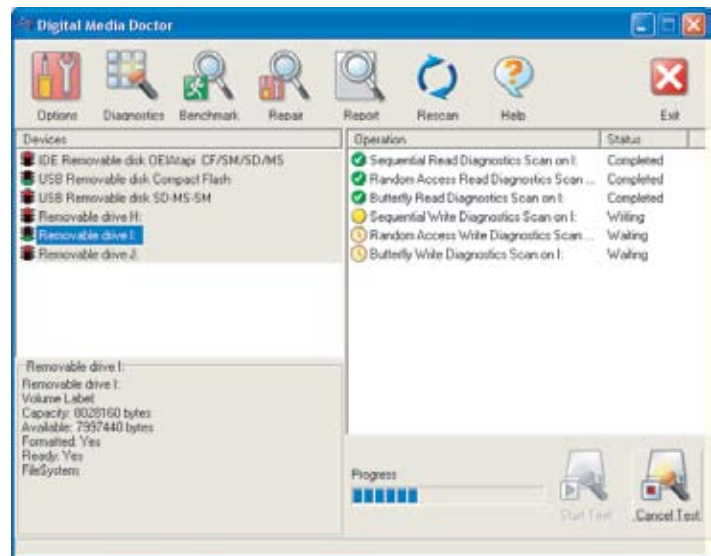 Digital Media Doctor
Options Diagnostics Benchmark Repair Report Rescan Help Exit
Devices
IDE Removable disk OEIAtapi CF/SM/SD/MS
USB Removable disk Compact Flash
USB Removable disk SD-MS-SM
Removable drive H:
Removable drive I:
Removable drive J:
Operation Status
Sequential Read Diagnostics Scan on I: Completed
Random Access Read Diagnostics Scan ... Completed
Butterfly Read Diagnostics Scan on I: Completed
Sequential Write Diagnostics Scan on I: Writing
Random Access Write Diagnostics Scan ... Waiting
Butterfly Write Diagnostics Scan on I: Waiting
Removable drive I:
Removable drive I:
Volume Label
Capacity: 8028160 bytes
Available: 7997440 bytes
Formatted: Yes
Ready: Yes
FileSystem:
Progress
Start Test
Cancel Test